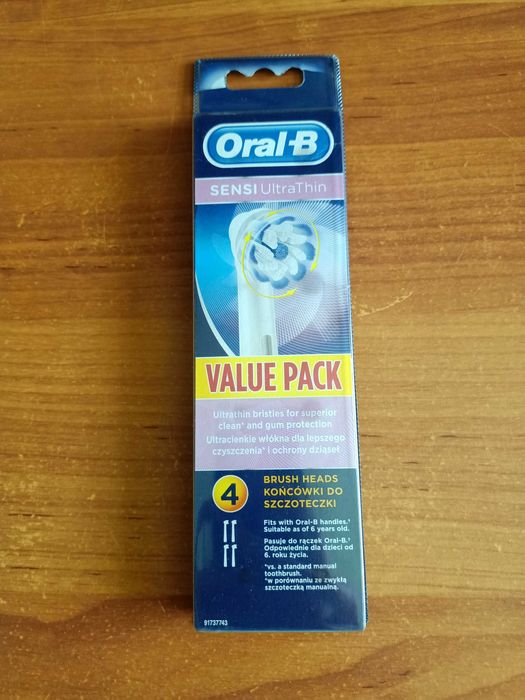 Oral-B
SENSI UltraThin
VALUE PACK
Ultrathin bristles for superior
clean* and gum protection
Ultracienkie włókna dla lepszego
czyszczenia* i ochrony dziąseł
4
BRUSH HEADS
KOŃCÓWKI DO
SZCZOTECZKI
Fits with Oral-B handles.†
Suitable as of 6 years old.
Pasuje do rączek Oral-B.†
Odpowiednie dla dzieci od
6. roku życia.
*vs. a standard manual
toothbrush.
*w porównaniu ze zwykłą
szczoteczką manualną.
91737743